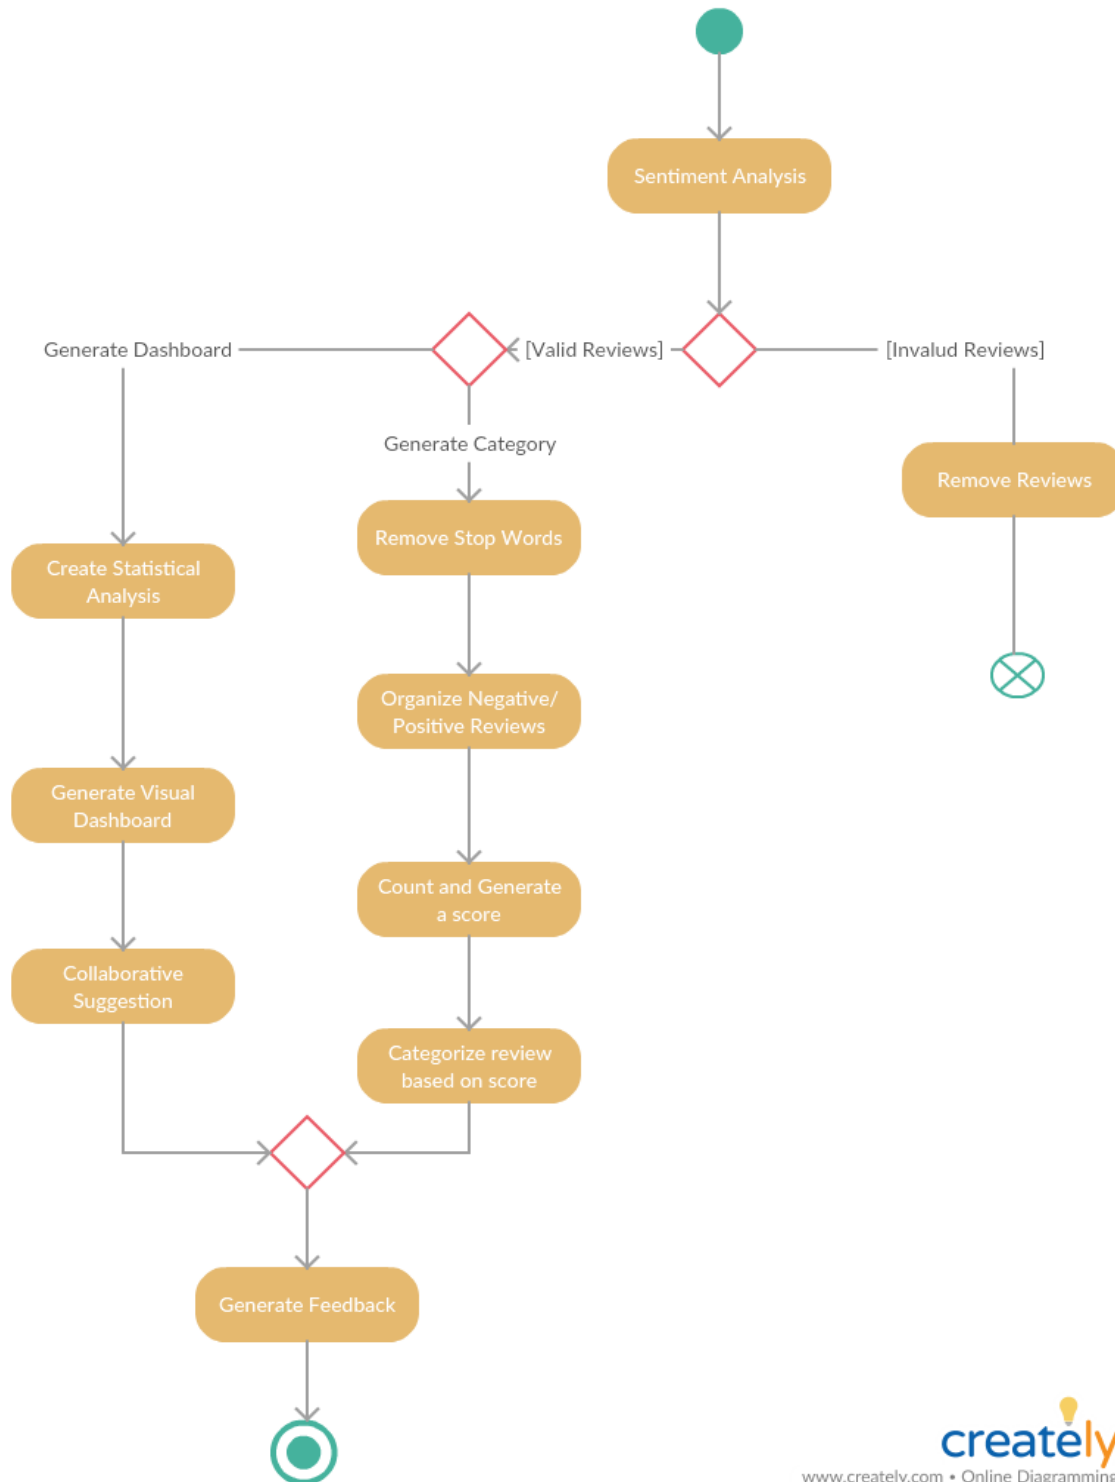 Sentiment Analysis
Generate Dashboard
[Valid Reviews]
[Invalud Reviews]
Generate Category
Remove Reviews
Remove Stop Words
Create Statistical
Analysis
Organize Negative/
Positive Reviews
Generate Visual
Dashboard
Count and Generate
a score
Collaborative
Suggestion
Categorize review
based on score
Generate Feedback
creately
www.creately.com • Online Diagramming